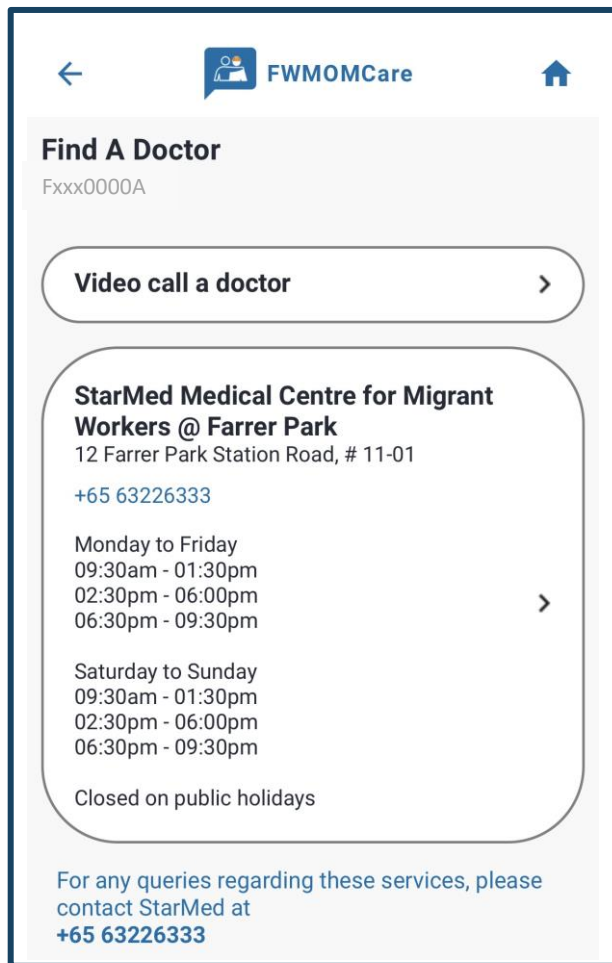 FWMOMCare
Find A Doctor
Fxxx0000A
Video call a doctor
StarMed Medical Centre for Migrant
Workers @ Farrer Park
12 Farrer Park Station Road, # 11-01
+65 63226333
Monday to Friday
09:30am - 01:30pm
02:30pm - 06:00pm
06:30pm - 09:30pm
Saturday to Sunday
09:30am - 01:30pm
02:30pm - 06:00pm
06:30pm - 09:30pm
Closed on public holidays
For any queries regarding these services, please
contact StarMed at
+65 63226333